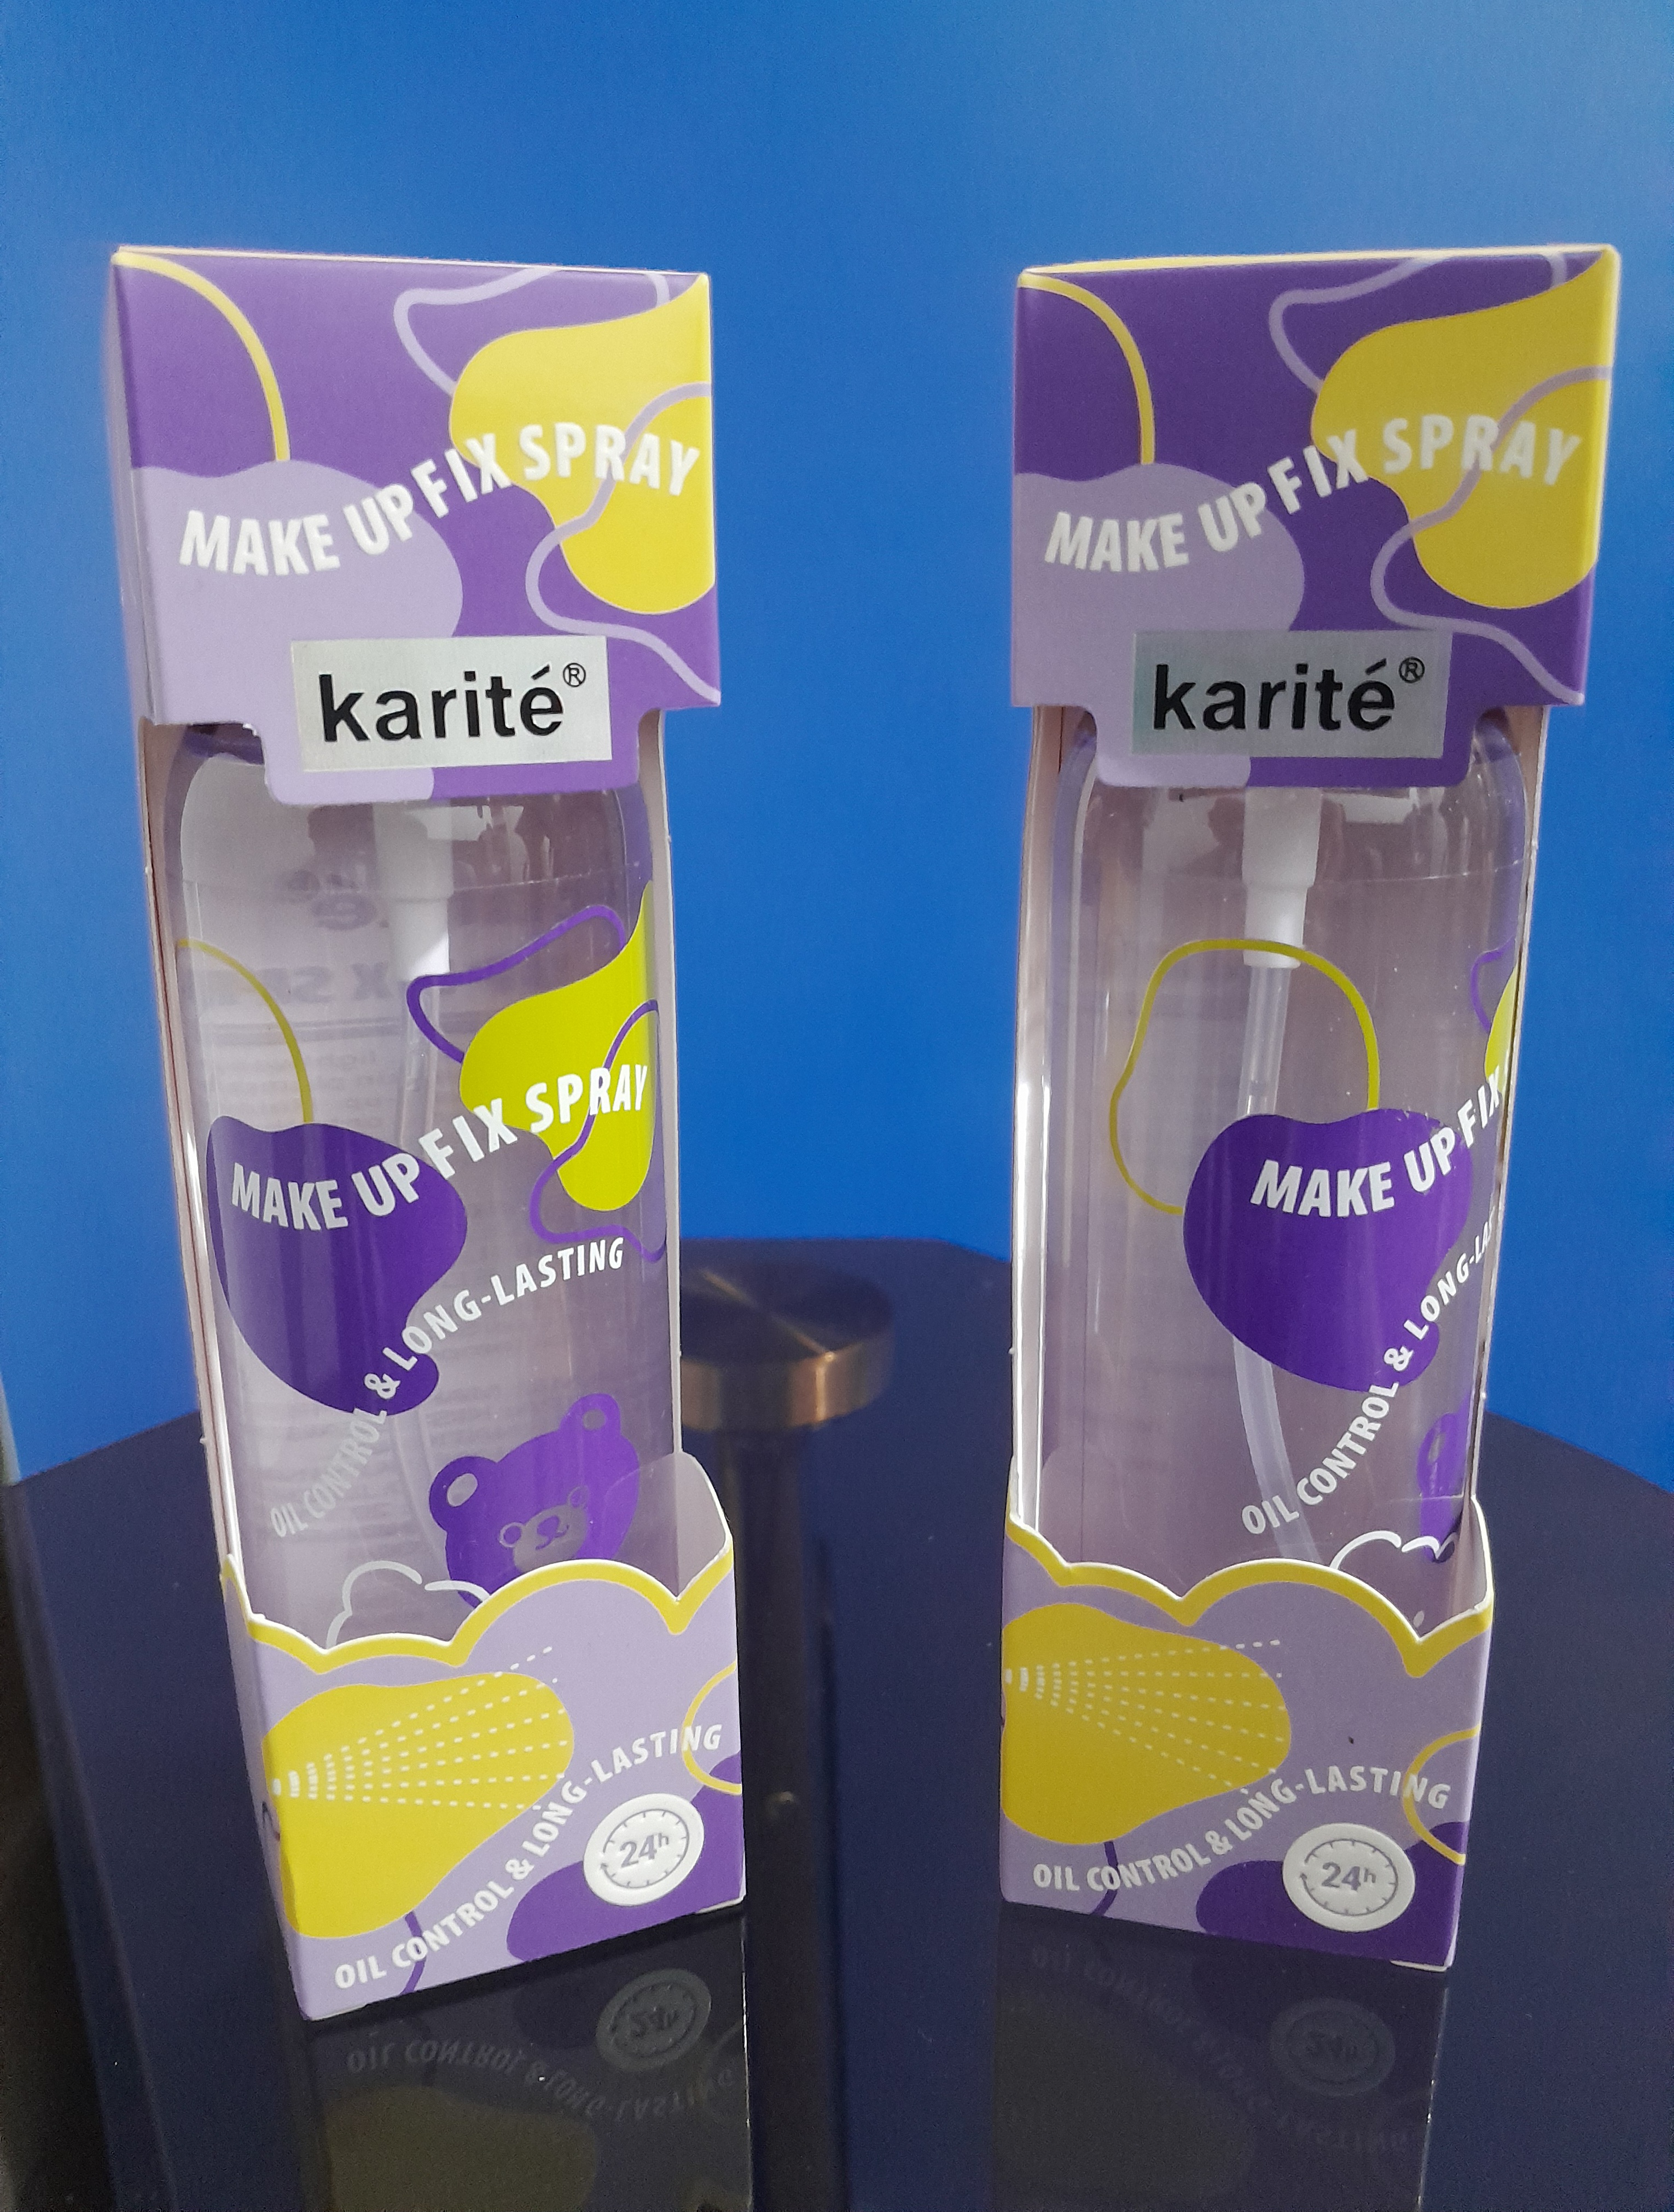 MAKE UP FIX SPRAY
karité®
MAKE UP FIX SPRAY
OIL CONTROL & LONG-LASTING
OIL CONTROL & LONG-LASTING
24h
MAKE UP FIX SPRAY
karité®
MAKE UP FIX
OIL CONTROL & LONG-LAS
OIL CONTROL & LONG-LASTING
24h